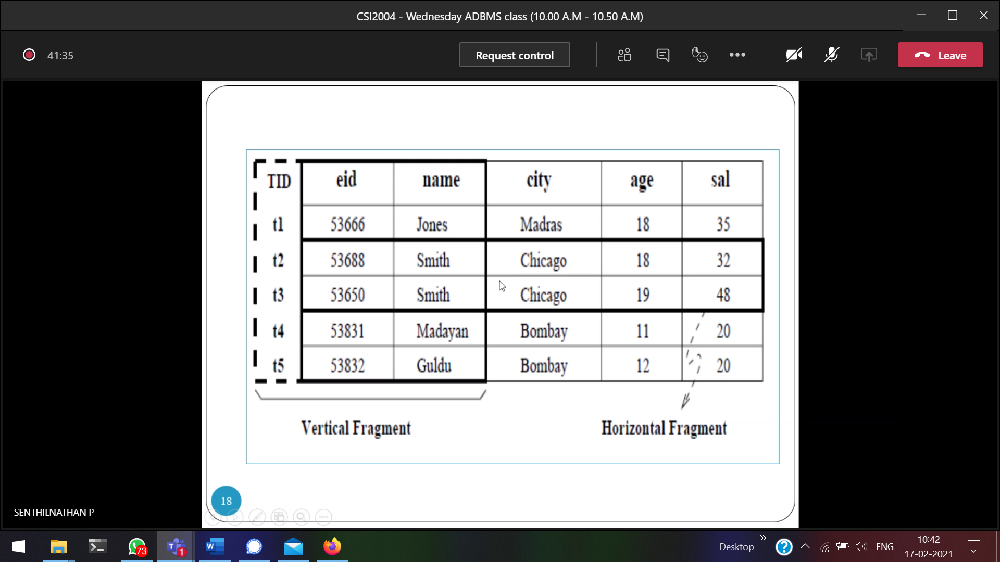 CSI2004 - Wednesday ADBMS class (10.00 A.M - 10.50 A.M)
41:35 Request control Leave
TID eid name city age sal
t1 53666 Jones Madras 18 35
t2 53688 Smith Chicago 18 32
t3 53650 Smith Chicago 19 48
t4 53831 Madayan Bombay 11 20
t5 53832 Guldu Bombay 12 20
Vertical Fragment Horizontal Fragment
18
SENTHILNATHAN P
73 T 1 W Desktop ENG 10:42
17-02-2021